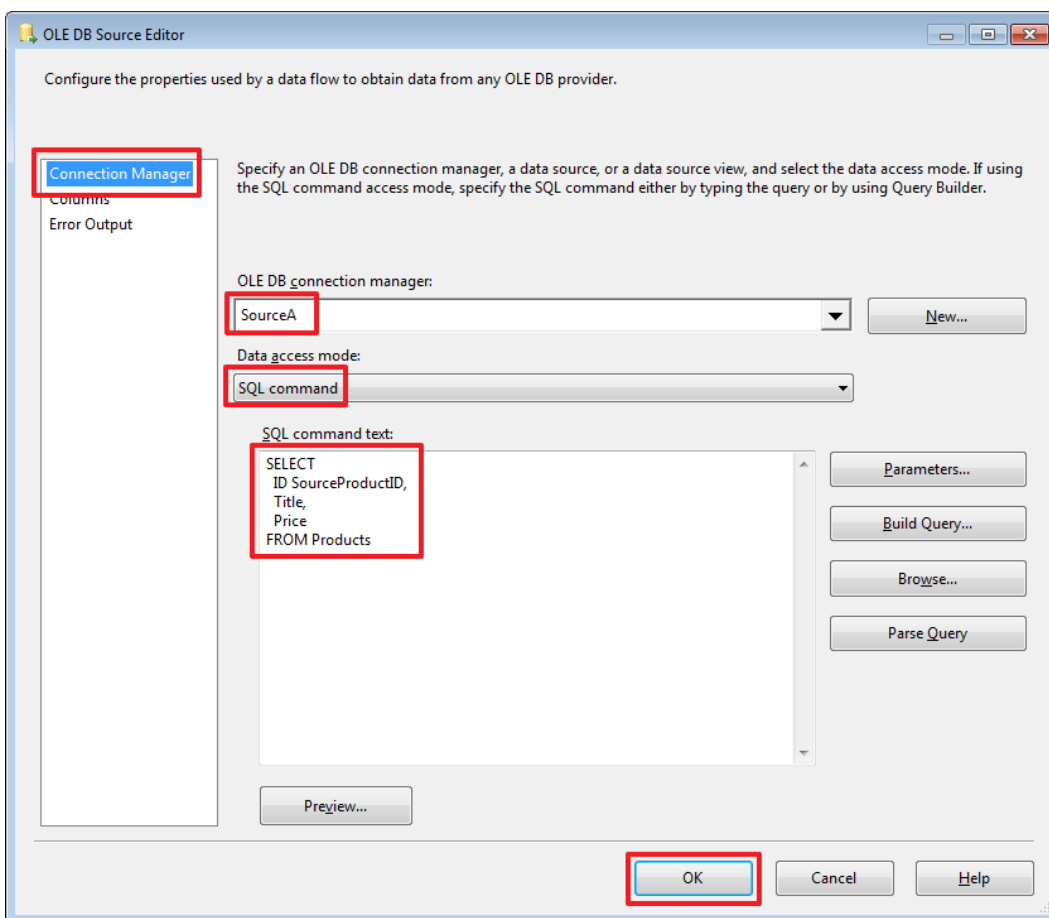 OLE DB Source Editor
Configure the properties used by a data flow to obtain data from any OLE DB provider.
Connection Manager
Columns
Error Output
Specify an OLE DB connection manager, a data source, or a data source view, and select the data access mode. If using
the SQL command access mode, specify the SQL command either by typing the query or by using Query Builder.
OLE DB connection manager:
SourceA
New...
Data access mode:
SQL command
SQL command text:
SELECT
ID SourceProductID,
Title,
Price
FROM Products
Parameters...
Build Query...
Browse...
Parse Query
Preview...
OK
Cancel
Help